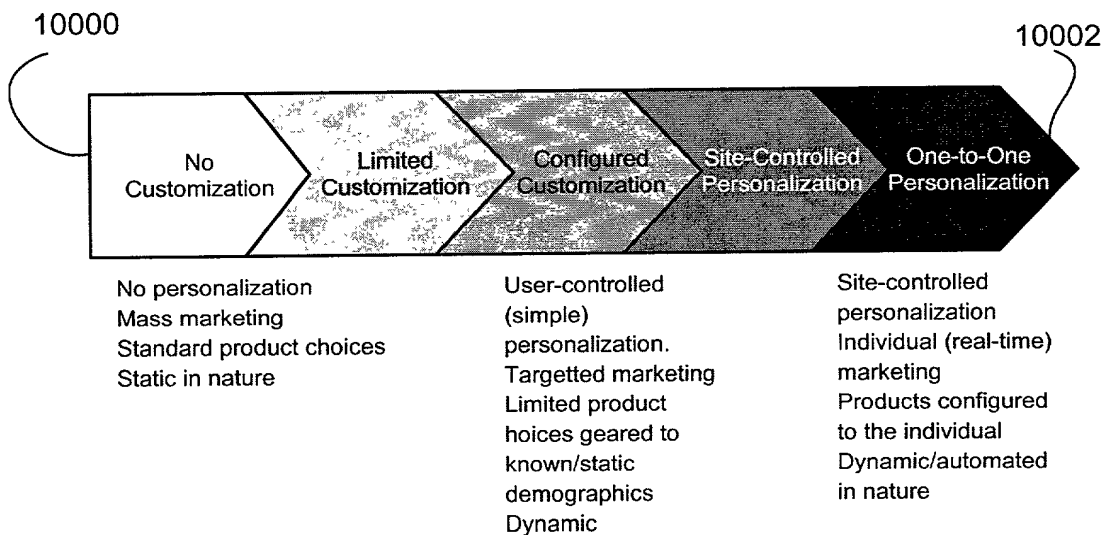 10000
10002
No
Customization
Limited
Customization
Configured
Customization
Site-Controlled
Personalization
One-to-One
Personalization
No personalization
Mass marketing
Standard product choices
Static in nature
User-controlled
(simple)
personalization.
Targetted marketing
Limited product
hoices geared to
known/static
demographics
Dynamic
Site-controlled
personalization
Individual (real-time)
marketing
Products configured
to the individual
Dynamic/automated
in nature